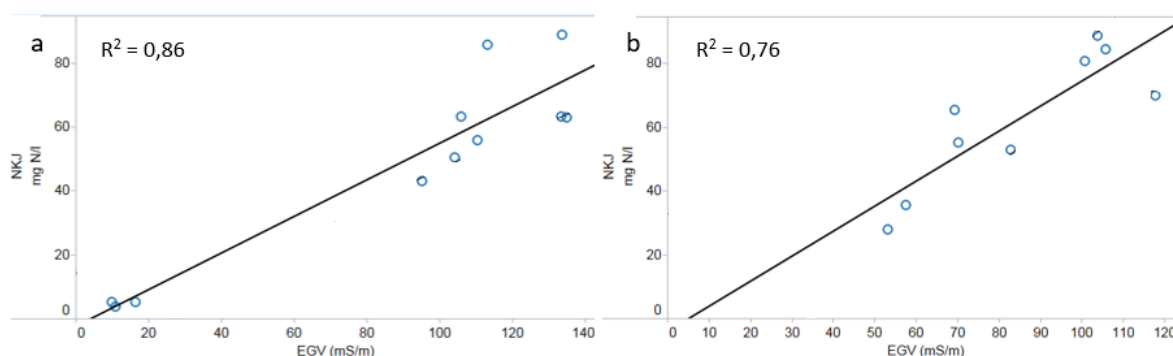 a
R² = 0,86
NKJ
mg N/l
80
60
40
20
0
0 20 40 60 80 100 120 140
EGV (mS/m)
b
R² = 0,76
NKJ
mg N/l
80
60
40
20
0
0 10 20 30 40 50 60 70 80 90 100 110 120
EGV (mS/m)